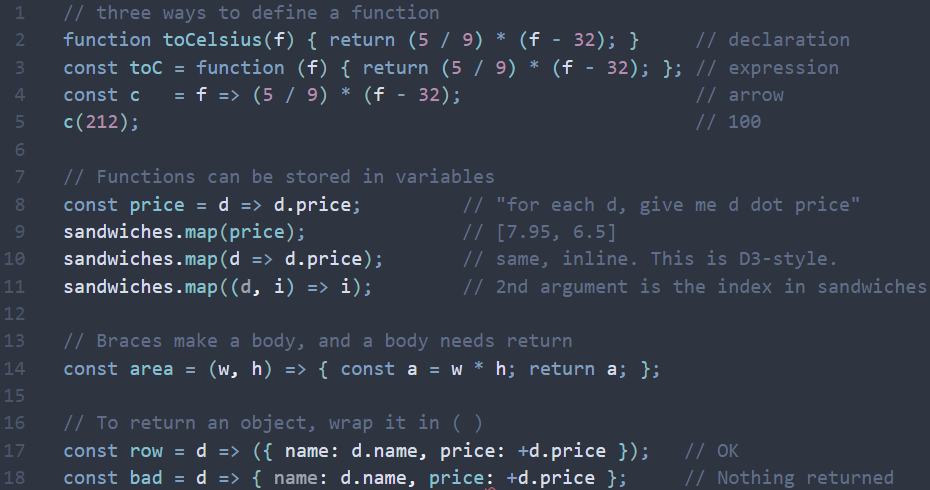 1 // three ways to define a function
2 function toCelsius(f) { return (5 / 9) * (f - 32); } // declaration
3 const toC = function (f) { return (5 / 9) * (f - 32); }; // expression
4 const c = f => (5 / 9) * (f - 32); // arrow
5 c(212); // 100
6
7 // Functions can be stored in variables
8 const price = d => d.price; // "for each d, give me d dot price"
9 sandwiches.map(price); // [7.95, 6.5]
10 sandwiches.map(d => d.price); // same, inline. This is D3-style.
11 sandwiches.map((d, i) => i); // 2nd argument is the index in sandwiches
12
13 // Braces make a body, and a body needs return
14 const area = (w, h) => { const a = w * h; return a; };
15
16 // To return an object, wrap it in ( )
17 const row = d => ({ name: d.name, price: +d.price }); // OK
18 const bad = d => { name: d.name, price: +d.price }; // Nothing returned